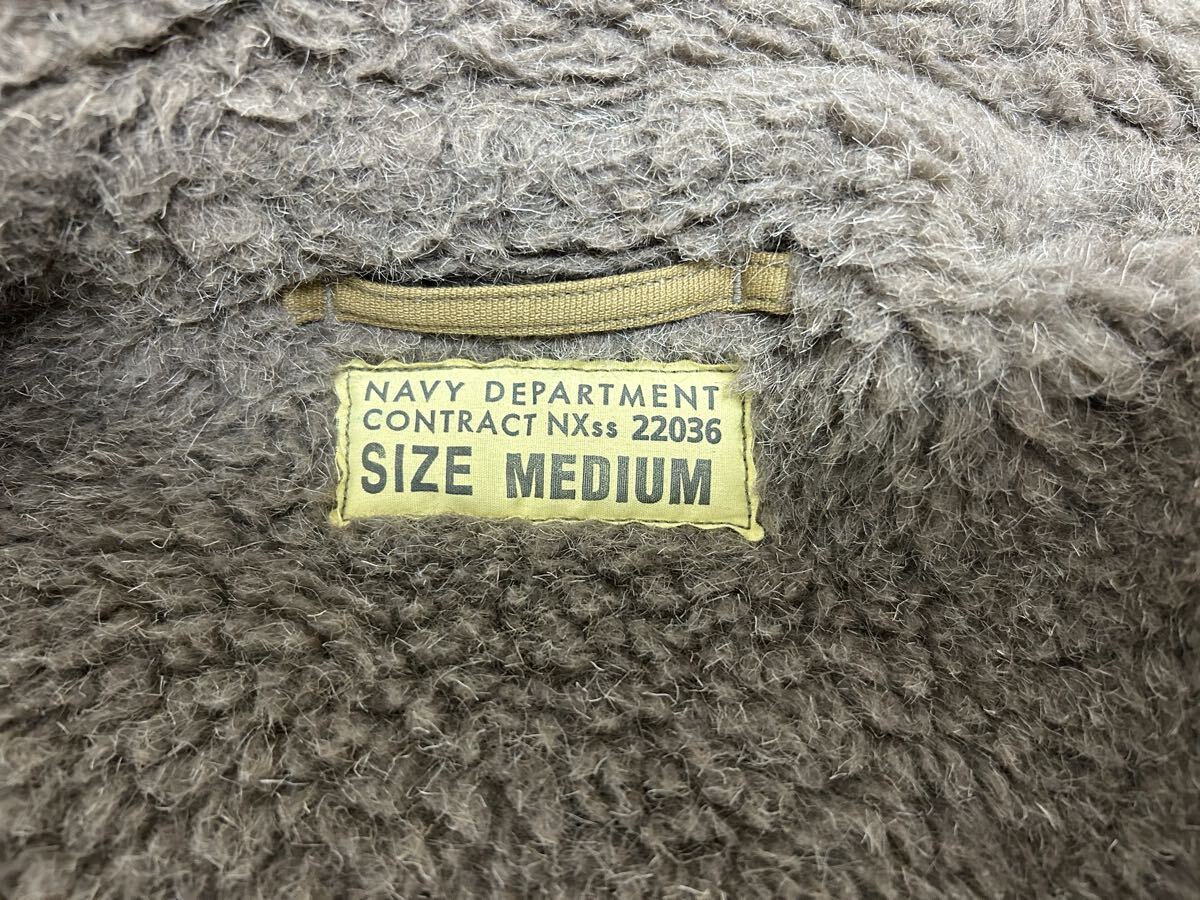 NAVY DEPARTMENT
CONTRACT NXss 22036
SIZE MEDIUM